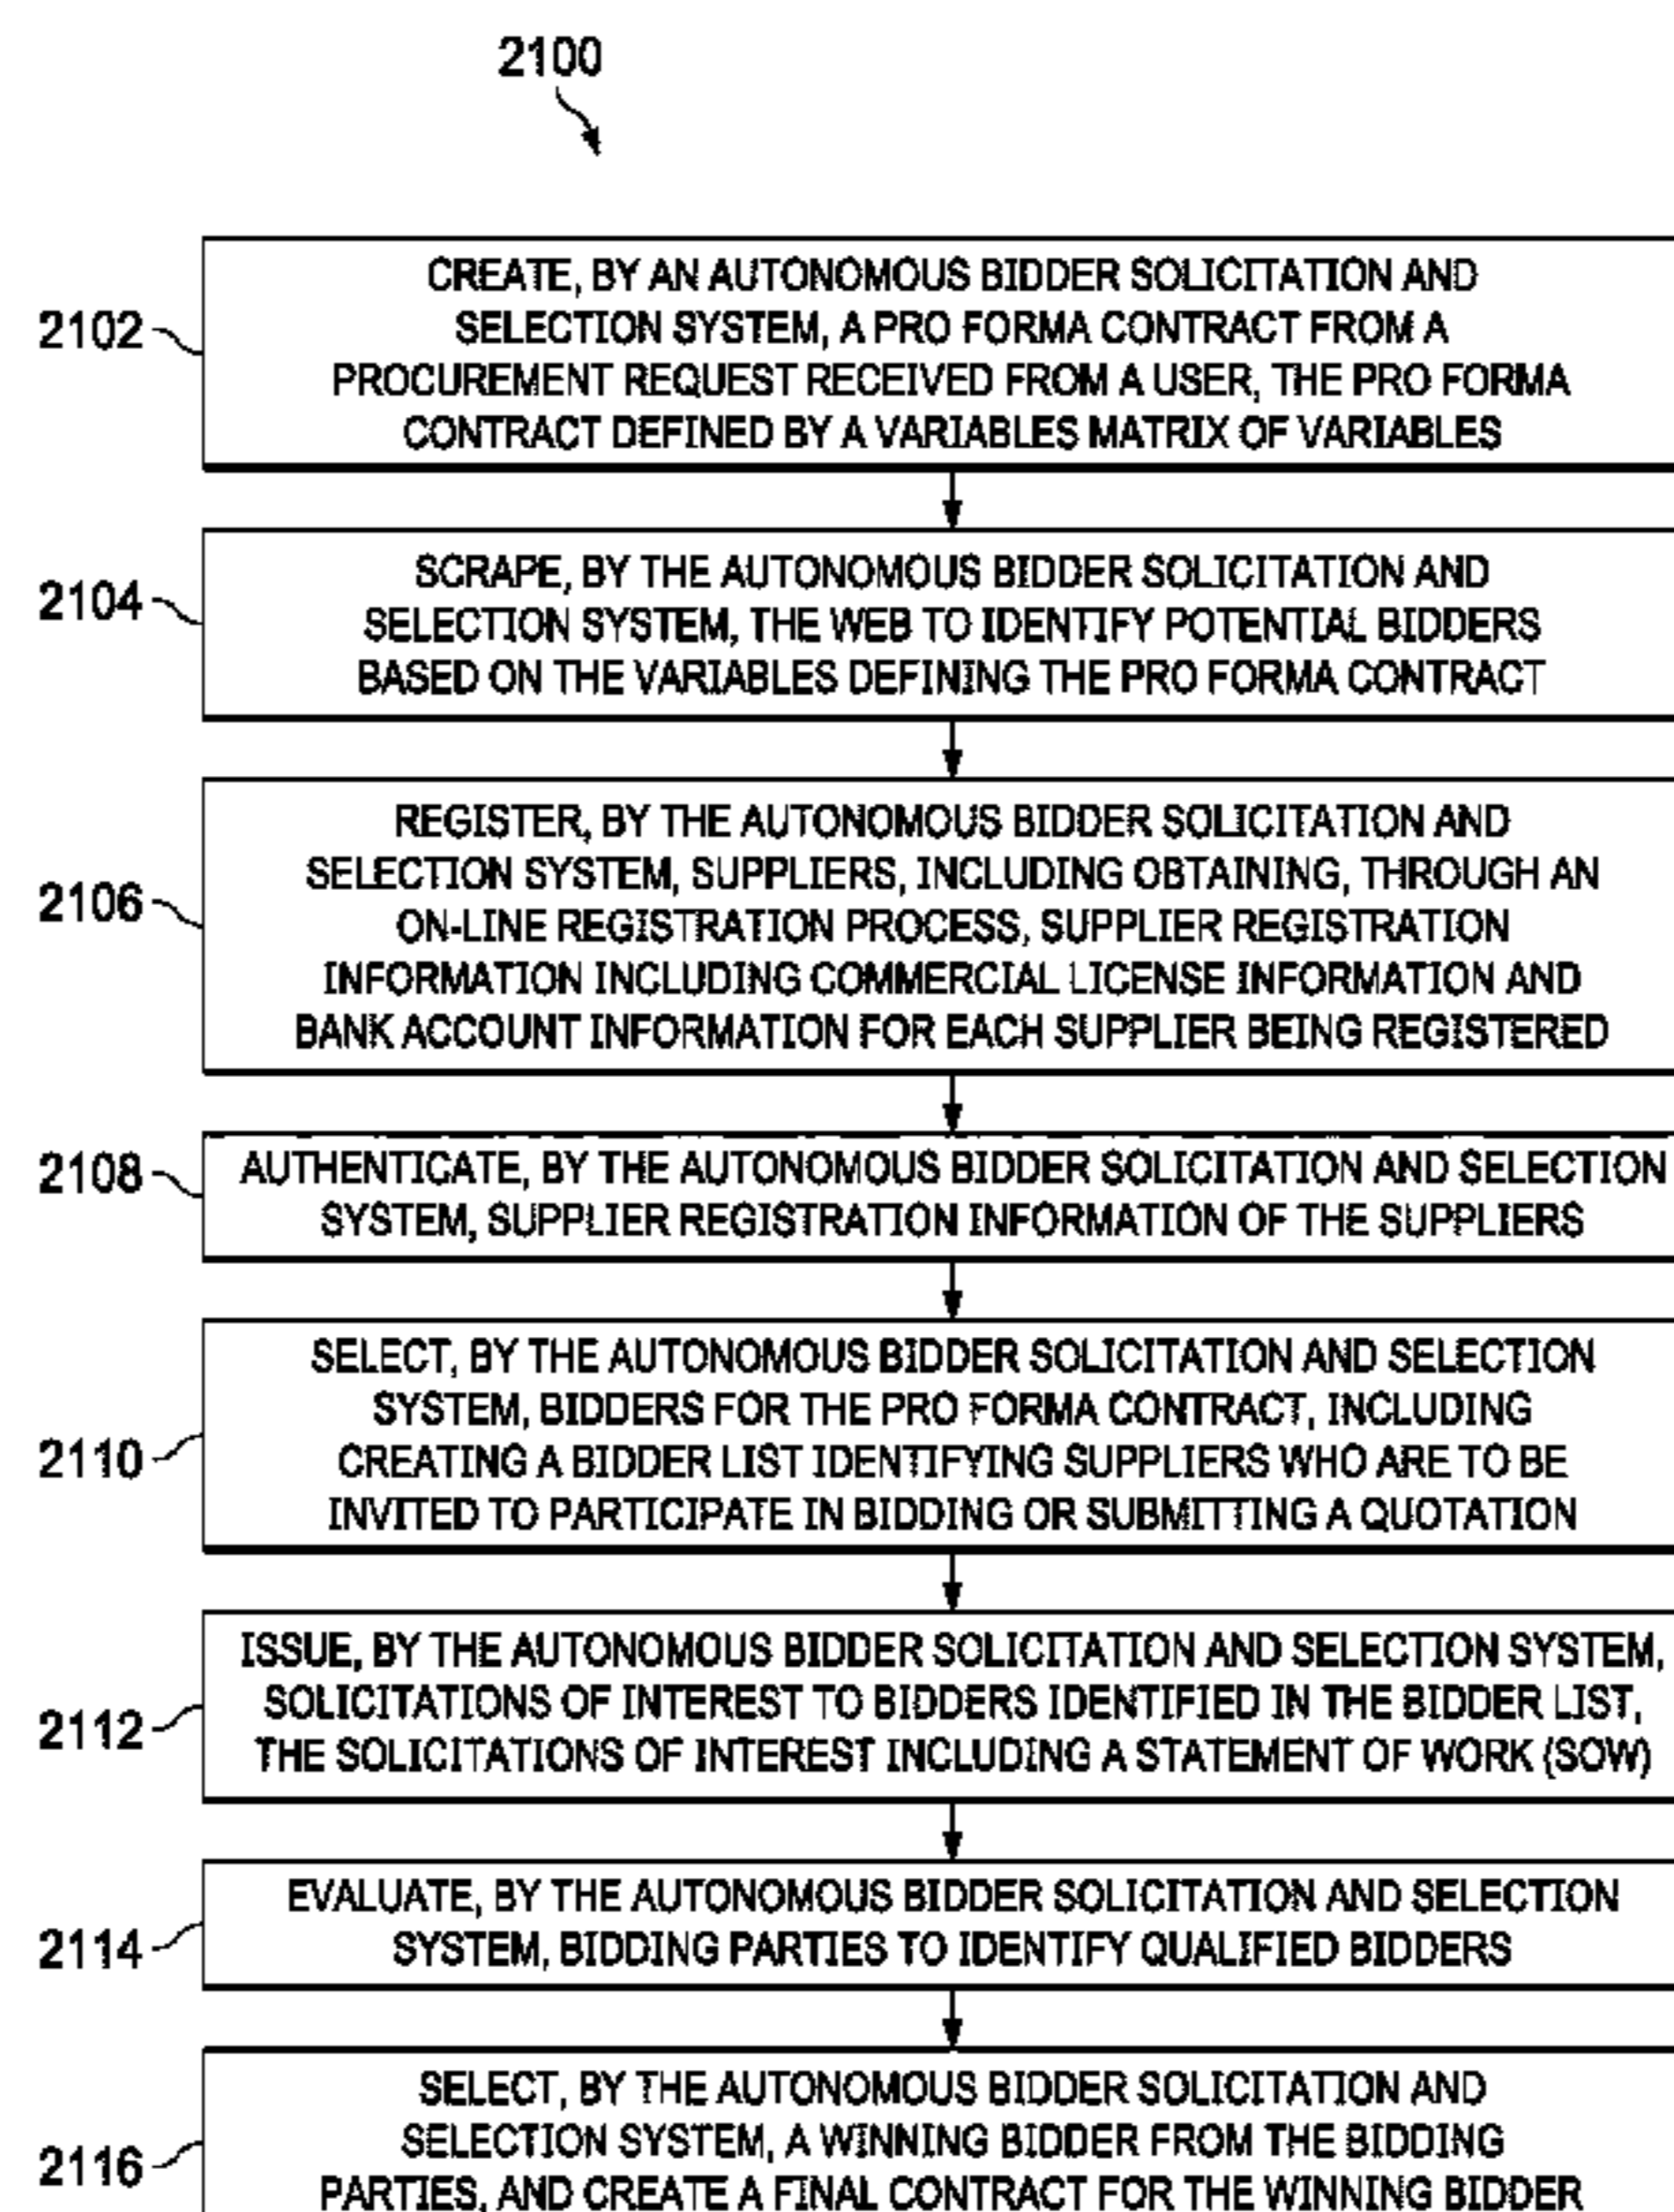 2100
2102
CREATE, BY AN AUTONOMOUS BIDDER SOLICITATION AND
SELECTION SYSTEM, A PRO FORMA CONTRACT FROM A
PROCUREMENT REQUEST RECEIVED FROM A USER, THE PRO FORMA
CONTRACT DEFINED BY A VARIABLES MATRIX OF VARIABLES
2104
SCRAPE, BY THE AUTONOMOUS BIDDER SOLICITATION AND
SELECTION SYSTEM, THE WEB TO IDENTIFY POTENTIAL BIDDERS
BASED ON THE VARIABLES DEFINING THE PRO FORMA CONTRACT
2106
REGISTER, BY THE AUTONOMOUS BIDDER SOLICITATION AND
SELECTION SYSTEM, SUPPLIERS, INCLUDING OBTAINING, THROUGH AN
ON-LINE REGISTRATION PROCESS, SUPPLIER REGISTRATION
INFORMATION INCLUDING COMMERCIAL LICENSE INFORMATION AND
BANK ACCOUNT INFORMATION FOR EACH SUPPLIER BEING REGISTERED
2108
AUTHENTICATE, BY THE AUTONOMOUS BIDDER SOLICITATION AND SELECTION
SYSTEM, SUPPLIER REGISTRATION INFORMATION OF THE SUPPLIERS
2110
SELECT, BY THE AUTONOMOUS BIDDER SOLICITATION AND SELECTION
SYSTEM, BIDDERS FOR THE PRO FORMA CONTRACT, INCLUDING
CREATING A BIDDER LIST IDENTIFYING SUPPLIERS WHO ARE TO BE
INVITED TO PARTICIPATE IN BIDDING OR SUBMITTING A QUOTATION
2112
ISSUE, BY THE AUTONOMOUS BIDDER SOLICITATION AND SELECTION SYSTEM,
SOLICITATIONS OF INTEREST TO BIDDERS IDENTIFIED IN THE BIDDER LIST,
THE SOLICITATIONS OF INTEREST INCLUDING A STATEMENT OF WORK (SOW)
2114
EVALUATE, BY THE AUTONOMOUS BIDDER SOLICITATION AND SELECTION
SYSTEM, BIDDING PARTIES TO IDENTIFY QUALIFIED BIDDERS
2116
SELECT, BY THE AUTONOMOUS BIDDER SOLICITATION AND
SELECTION SYSTEM, A WINNING BIDDER FROM THE BIDDING
PARTIES, AND CREATE A FINAL CONTRACT FOR THE WINNING BIDDER